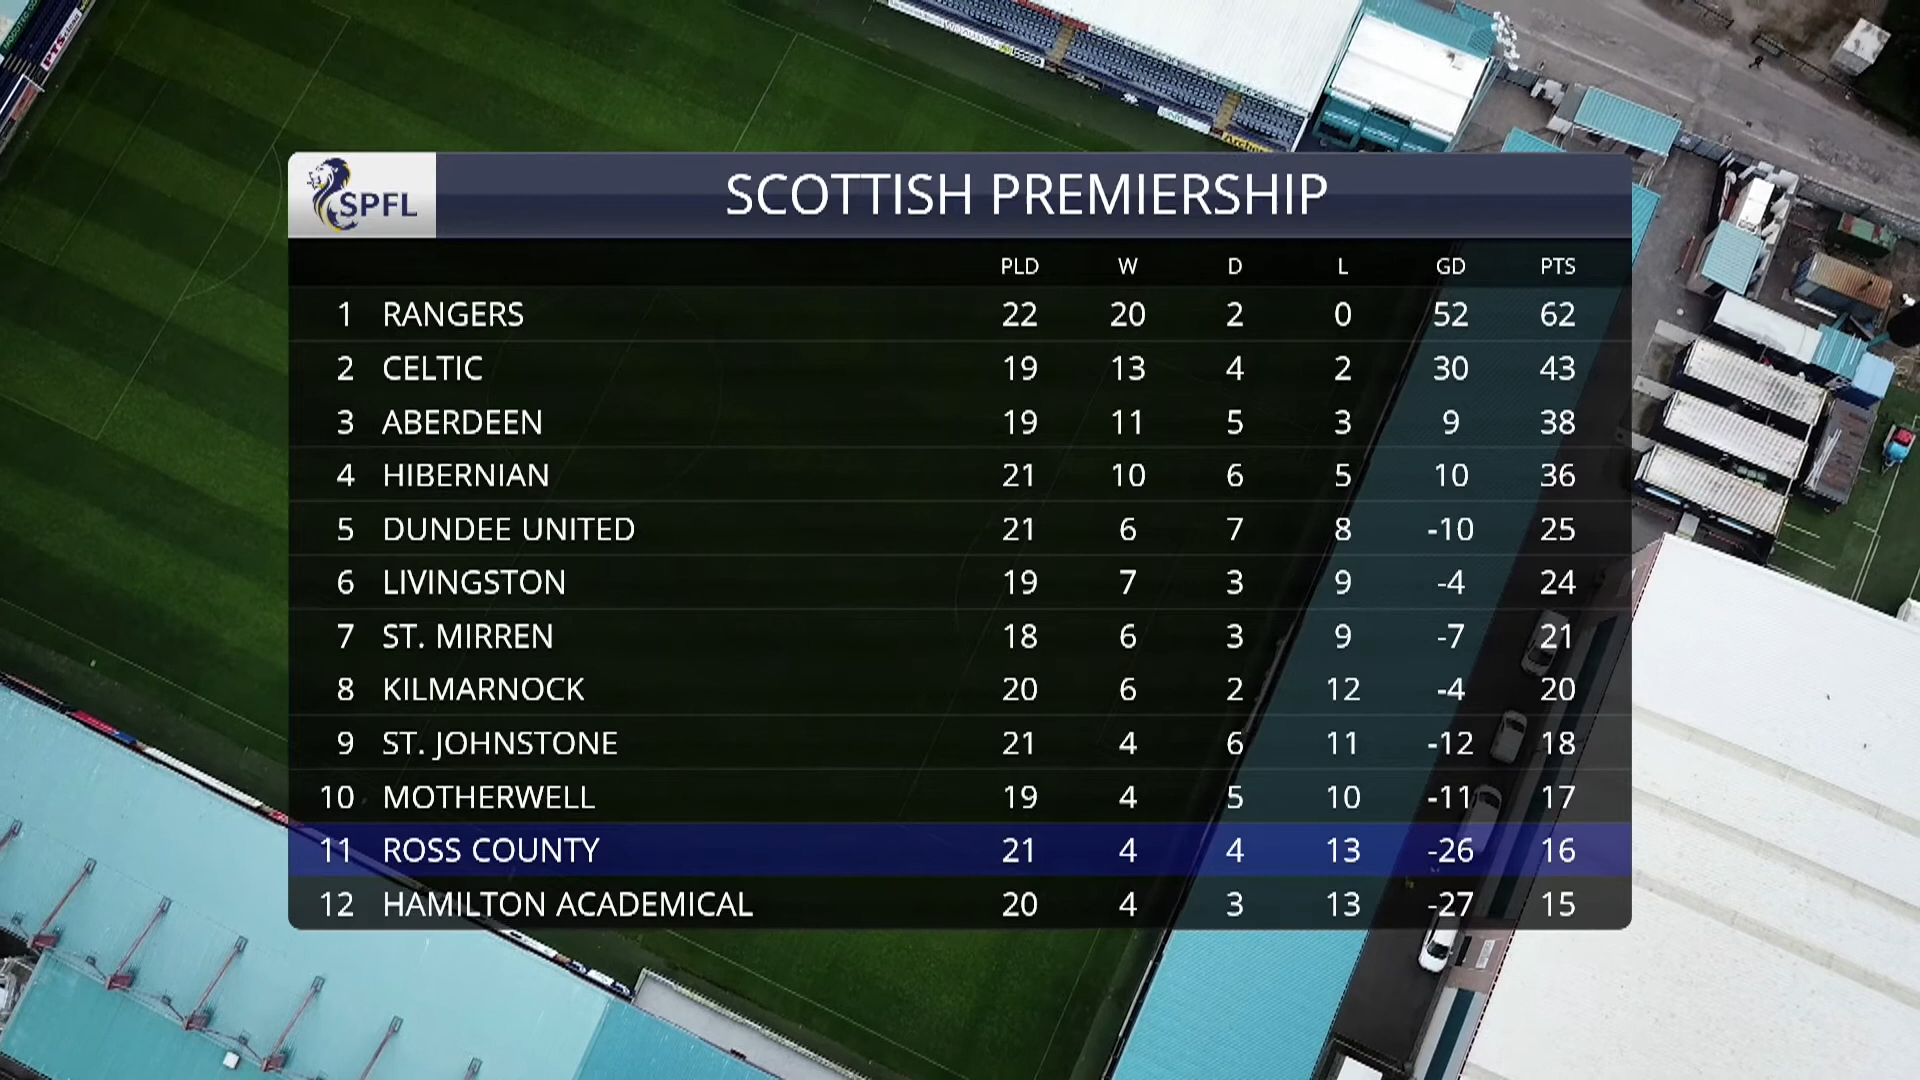 SPFL
SCOTTISH PREMIERSHIP
PLD W D L GD PTS
1 RANGERS 22 20 2 0 52 62
2 CELTIC 19 13 4 2 30 43
3 ABERDEEN 19 11 5 3 9 38
4 HIBERNIAN 21 10 6 5 10 36
5 DUNDEE UNITED 21 6 7 8 -10 25
6 LIVINGSTON 19 7 3 9 -4 24
7 ST. MIRREN 18 6 3 9 -7 21
8 KILMARNOCK 20 6 2 12 -4 20
9 ST. JOHNSTONE 21 4 6 11 -12 18
10 MOTHERWELL 19 4 5 10 -11 17
11 ROSS COUNTY 21 4 4 13 -26 16
12 HAMILTON ACADEMICAL 20 4 3 13 -27 15